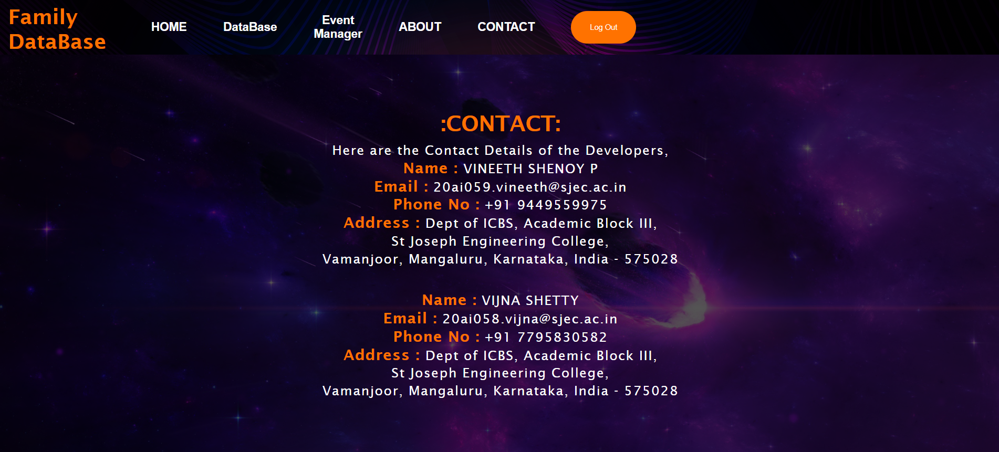 Family
DataBase
HOME
DataBase
Event
Manager
ABOUT
CONTACT
Log Out
:CONTACT:
Here are the Contact Details of the Developers,
Name : VINEETH SHENOY P
Email : 20ai059.vineeth@sjec.ac.in
Phone No : +91 9449559975
Address : Dept of ICBS, Academic Block III,
St Joseph Engineering College,
Vamanjoor, Mangaluru, Karnataka, India - 575028
Name : VIJNA SHETTY
Email : 20ai058.vijna@sjec.ac.in
Phone No : +91 7795830582
Address : Dept of ICBS, Academic Block III,
St Joseph Engineering College,
Vamanjoor, Mangaluru, Karnataka, India - 575028